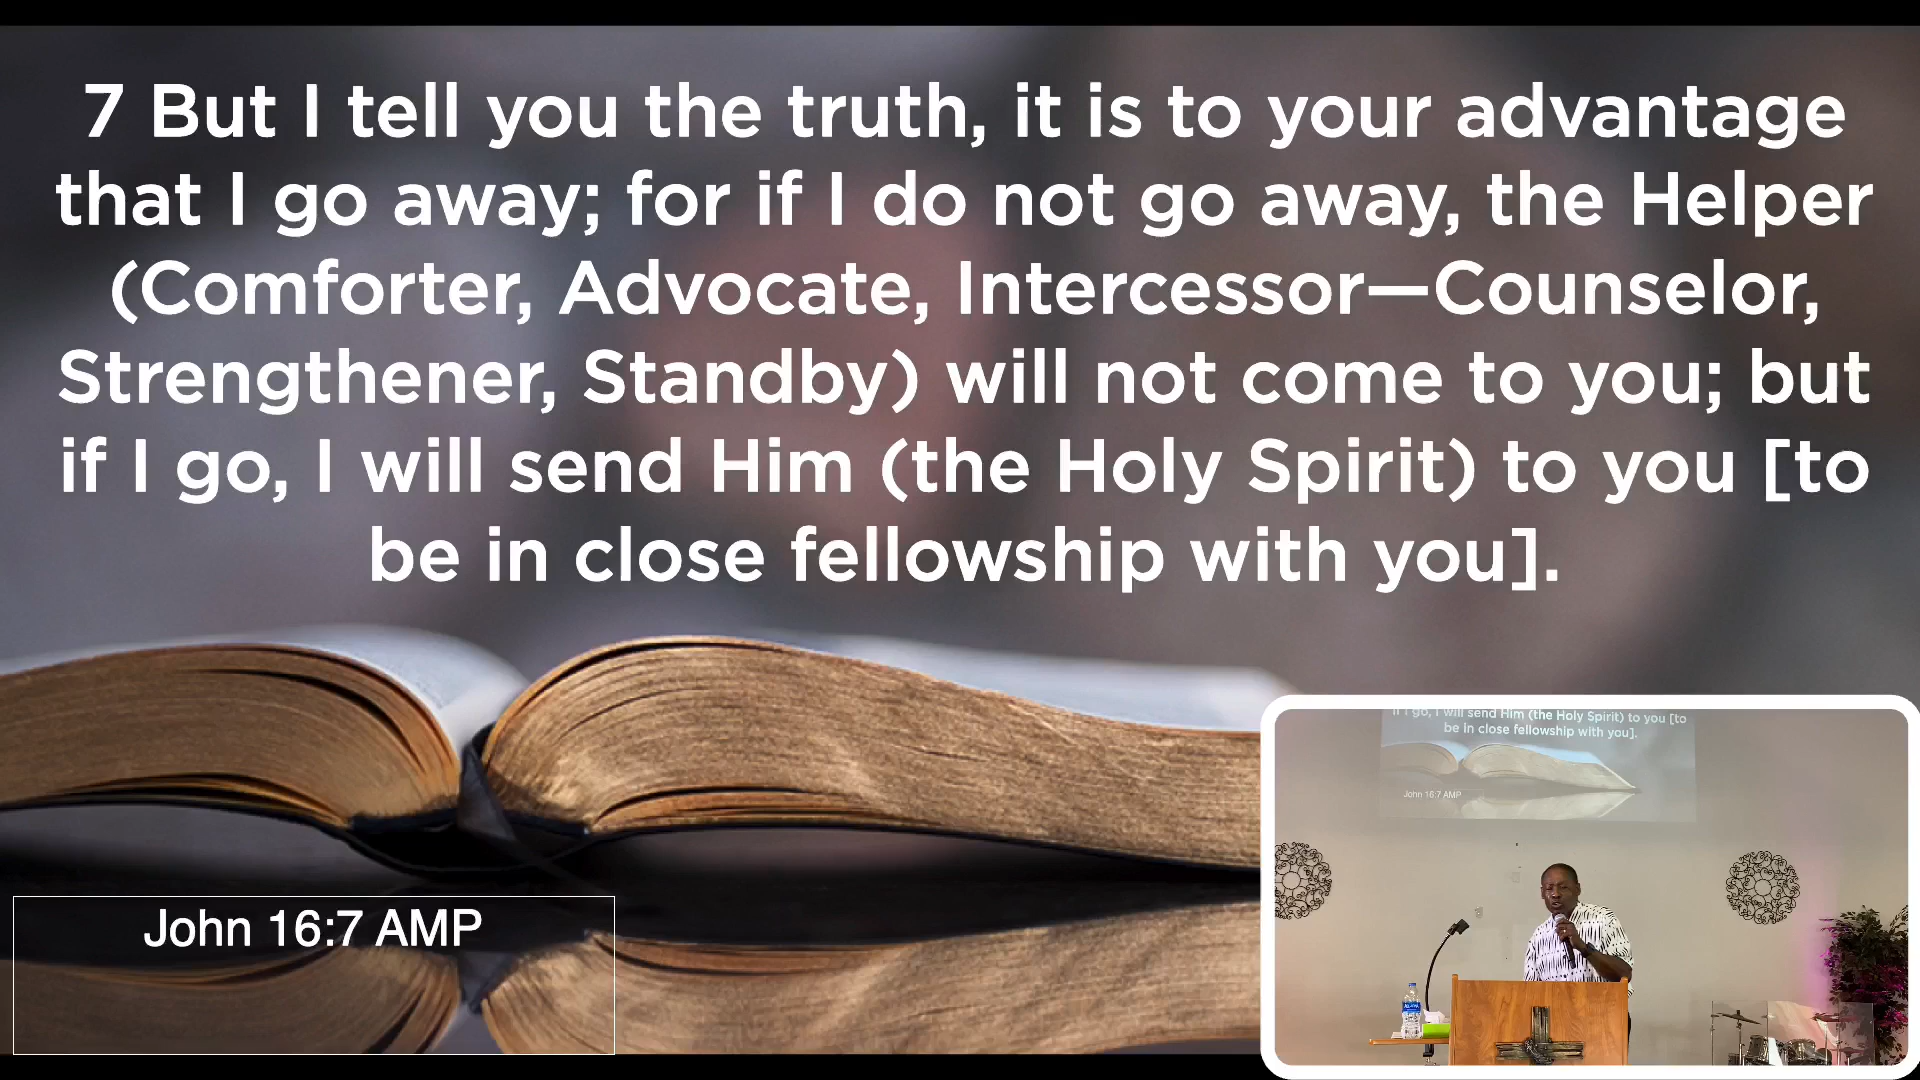 7 But I tell you the truth, it is to your advantage
that I go away; for if I do not go away, the Helper
(Comforter, Advocate, Intercessor—Counselor,
Strengthener, Standby) will not come to you; but
if I go, I will send Him (the Holy Spirit) to you [to
be in close fellowship with you].
John 16:7 AMP
if I go, I will send Him (the Holy Spirit) to you [to
be in close fellowship with you].
John 16:7 AMP